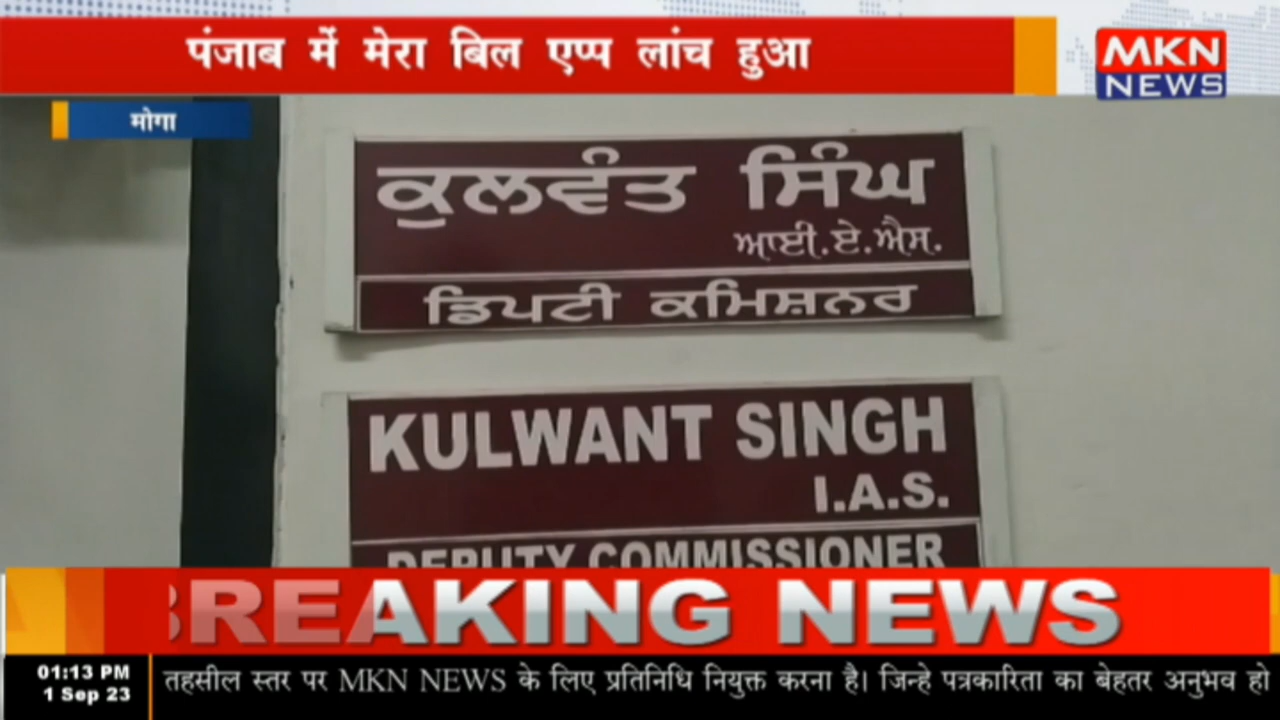 पंजाब में मेरा बिल एप्प लांच हुआ
MKN
NEWS
मोगा
ਕੁਲਵੰਤ ਸਿੰਘ
ਆਈ.ਏ.ਐਸ.
ਡਿਪਟੀ ਕਮਿਸ਼ਨਰ
KULWANT SINGH
I.A.S.
DEPUTY COMMISSIONER
BREAKING NEWS
01:13 PM
1 Sep 23
तहसील स्तर पर MKN NEWS के लिए प्रतिनिधि नियुक्त करना है। जिन्हे पत्रकारिता का बेहतर अनुभव हो